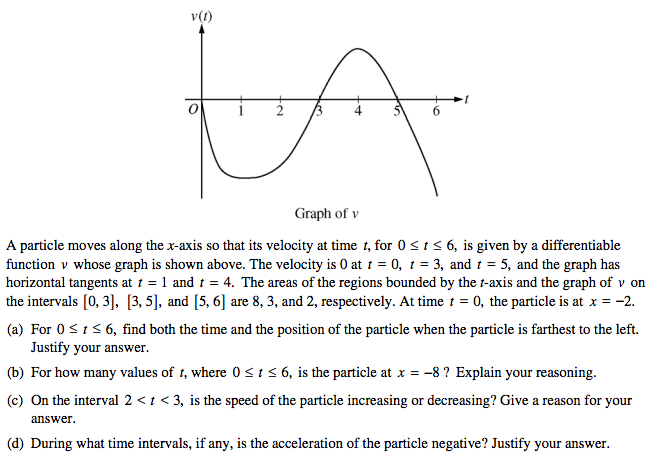 v(t)
O 1 2 3 4 5 6 t
Graph of v
A particle moves along the x-axis so that its velocity at time t, for 0 ≤ t ≤ 6, is given by a differentiable
function v whose graph is shown above. The velocity is 0 at t = 0, t = 3, and t = 5, and the graph has
horizontal tangents at t = 1 and t = 4. The areas of the regions bounded by the t-axis and the graph of v on
the intervals [0, 3], [3, 5], and [5, 6] are 8, 3, and 2, respectively. At time t = 0, the particle is at x = −2.
(a) For 0 ≤ t ≤ 6, find both the time and the position of the particle when the particle is farthest to the left.
Justify your answer.
(b) For how many values of t, where 0 ≤ t ≤ 6, is the particle at x = −8 ? Explain your reasoning.
(c) On the interval 2 < t < 3, is the speed of the particle increasing or decreasing? Give a reason for your
answer.
(d) During what time intervals, if any, is the acceleration of the particle negative? Justify your answer.